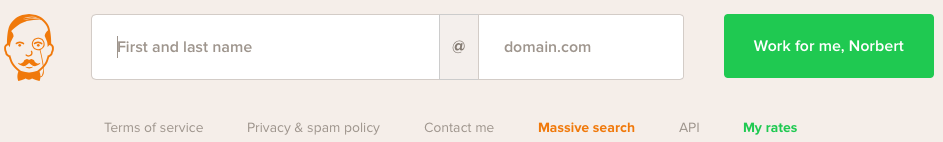 First and last name @ domain.com Work for me, Norbert
Terms of service Privacy & spam policy Contact me Massive search API My rates